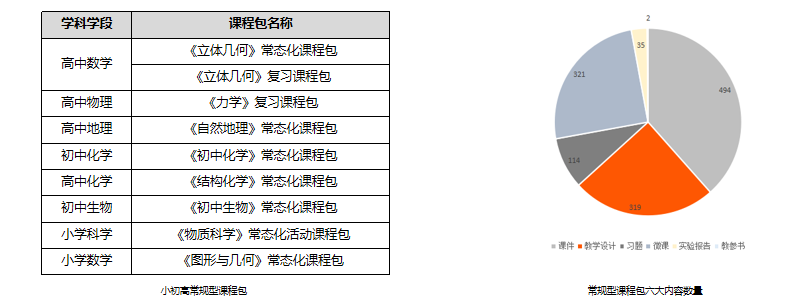 学科学段 课程包名称
高中数学 《立体几何》常态化课程包
《立体几何》复习课程包
高中物理 《力学》复习课程包
高中地理 《自然地理》常态化课程包
初中化学 《初中化学》常态化课程包
高中化学 《结构化学》常态化课程包
初中生物 《初中生物》常态化课程包
小学科学 《物质科学》常态化活动课程包
小学数学 《图形与几何》常态化课程包
小初高常规型课程包
2
35
321
494
114
319
课件 教学设计 习题 微课 实验报告 教参书
常规型课程包六大内容数量